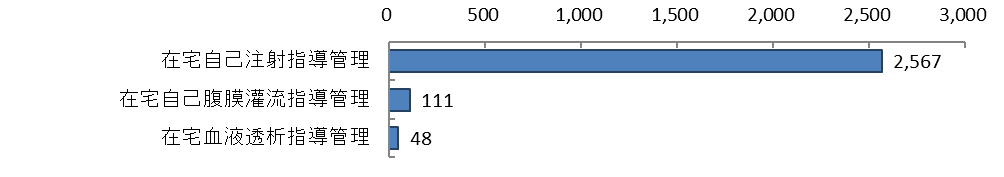 0 500 1,000 1,500 2,000 2,500 3,000
在宅自己注射指導管理 2,567
在宅自己腹膜灌流指導管理 111
在宅血液透析指導管理 48